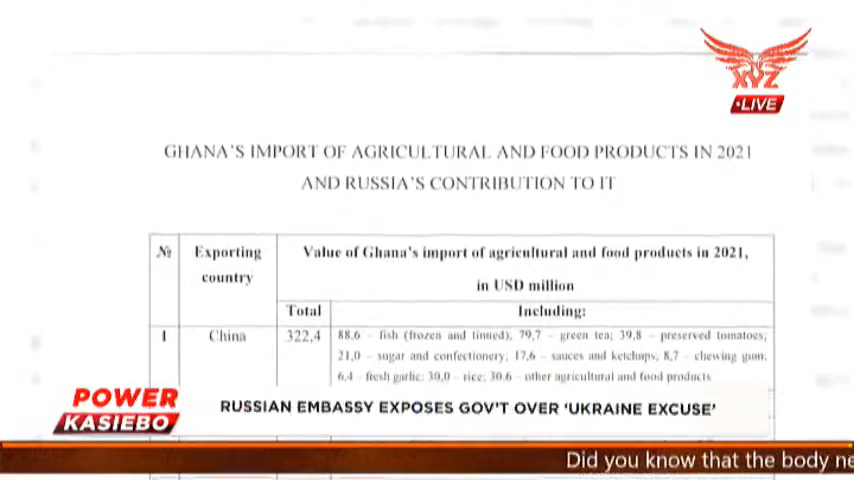 XYZ
LIVE
GHANA'S IMPORT OF AGRICULTURAL AND FOOD PRODUCTS IN 2021
AND RUSSIA'S CONTRIBUTION TO IT
№ Exporting country Value of Ghana's import of agricultural and food products in 2021, in USD million
Total Including:
1 China 322,4 88,6 – fish (frozen and tinned); 79,7 – green tea; 39,8 – preserved tomatoes;
21,0 – sugar and confectionery; 17,6 – sauces and ketchups; 8,7 – chewing gum;
6,4 – fresh garlic; 30,0 – rice; 30,6 – other agricultural and food products
POWER
KASIEBO
RUSSIAN EMBASSY EXPOSES GOV'T OVER 'UKRAINE EXCUSE'
Did you know that the body ne